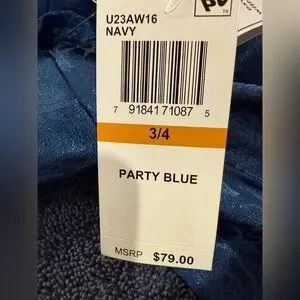 U23AW16
NAVY
7 91841 71087 5
3/4
PARTY BLUE
MSRP $79.00